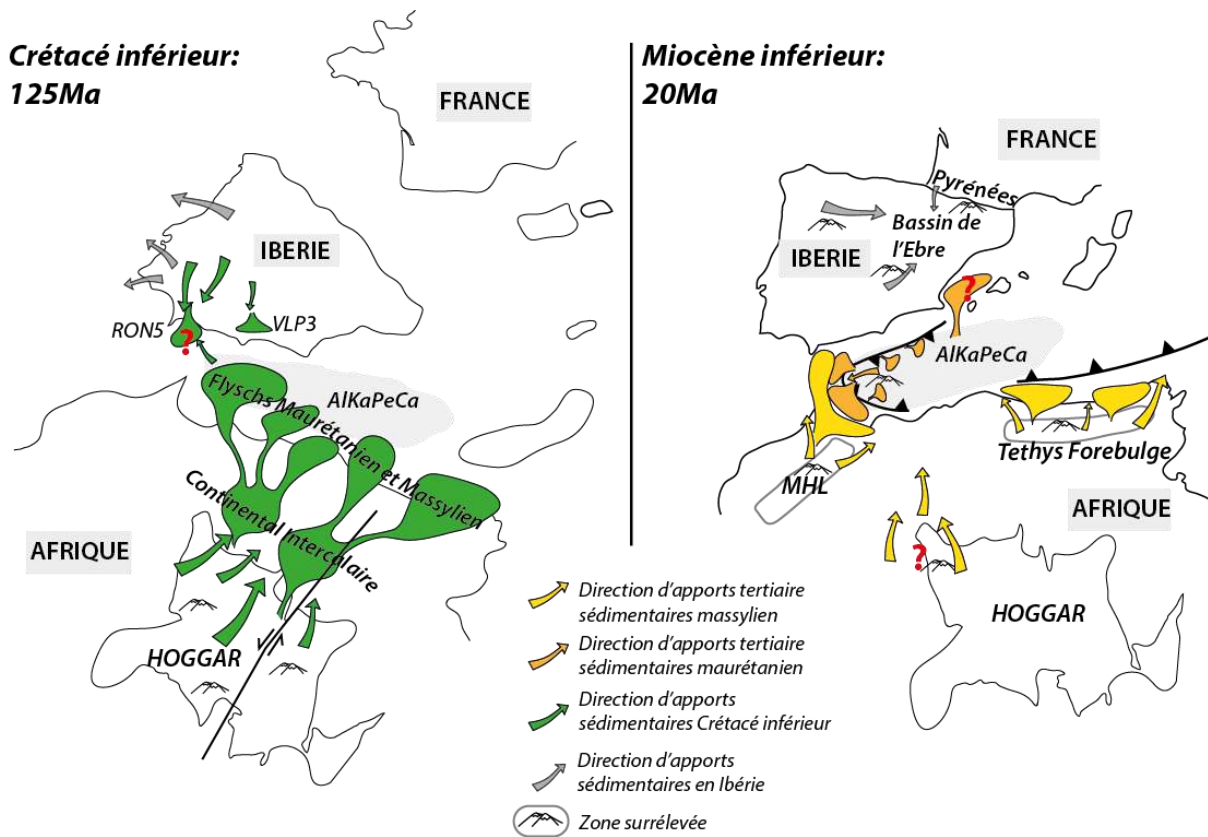 Crétacé inférieur:
125Ma
FRANCE
IBERIE
RON5
?
VLP3
AlKaPeCa
Flyschs Maurétanien et Massylien
Continental Intercalaire
AFRIQUE
HOGGAR
Miocène inférieur:
20Ma
FRANCE
Pyrénées
Bassin de
l'Ebre
IBERIE
?
AlKaPeCa
Tethys Forebulge
MHL
AFRIQUE
?
HOGGAR
Direction d'apports tertiaire
sédimentaires massylien
Direction d'apports tertiaire
sédimentaires maurétanien
Direction d'apports
sédimentaires Crétacé inférieur
Direction d'apports
sédimentaires en Ibérie
Zone surrélevée